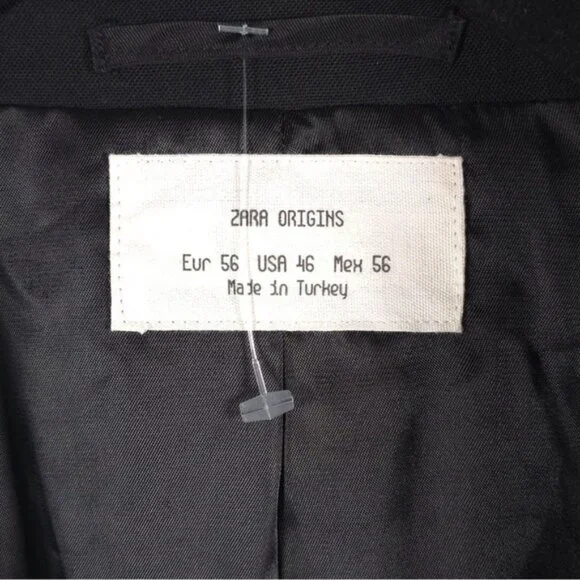 ZARA ORIGINS
Eur 56 USA 46 Mex 56
Made in Turkey